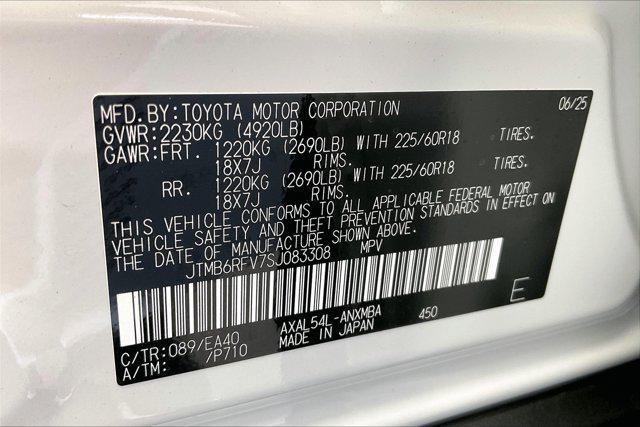 MFD.BY:TOYOTA MOTOR CORPORATION 06/25
GVWR:2230KG (4920LB)
GAWR:FRT. 1220KG (2690LB) WITH 225/60R18 TIRES.
18X7J RIMS.
RR. 1220KG (2690LB) WITH 225/60R18 TIRES.
18X7J RIMS.
THIS VEHICLE CONFORMS TO ALL APPLICABLE FEDERAL MOTOR
VEHICLE SAFETY AND THEFT PREVENTION STANDARDS IN EFFECT ON
THE DATE OF MANUFACTURE SHOWN ABOVE.
JTMB6RFV7SJ083308 MPV
E
C/TR:089/EA40 AXAL54L-ANXMBA 450
A/TM: /P710 MADE IN JAPAN